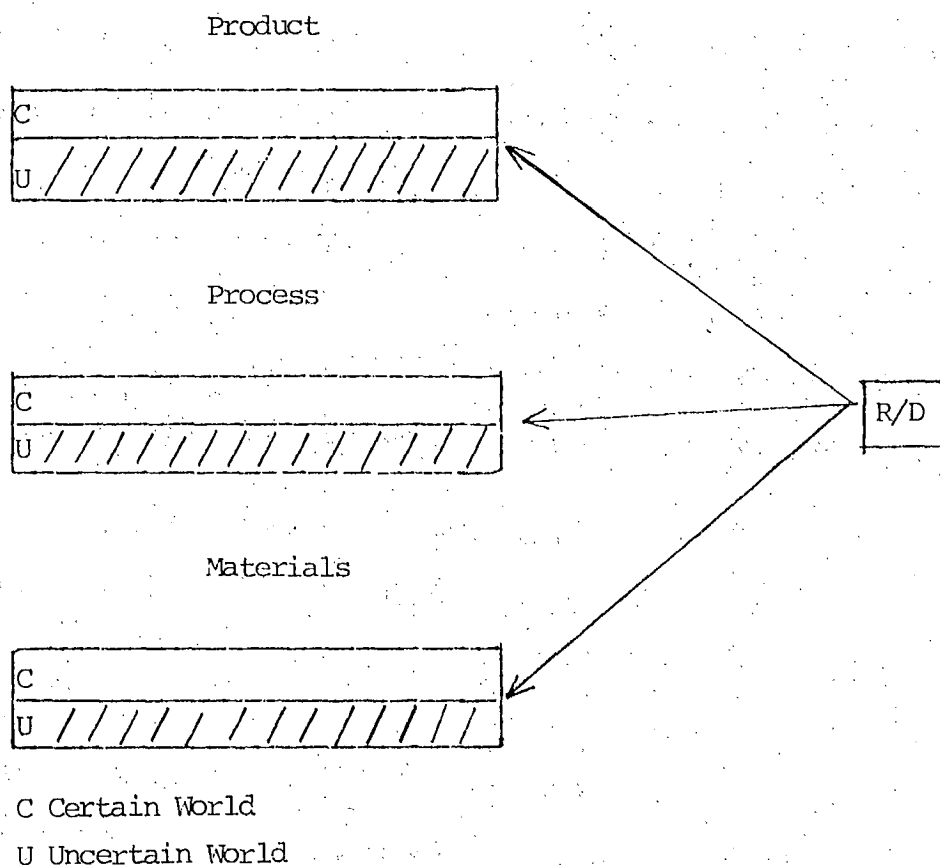 Product
C
U
Process
C
U
R/D
Materials
C
U
C Certain World
U Uncertain World